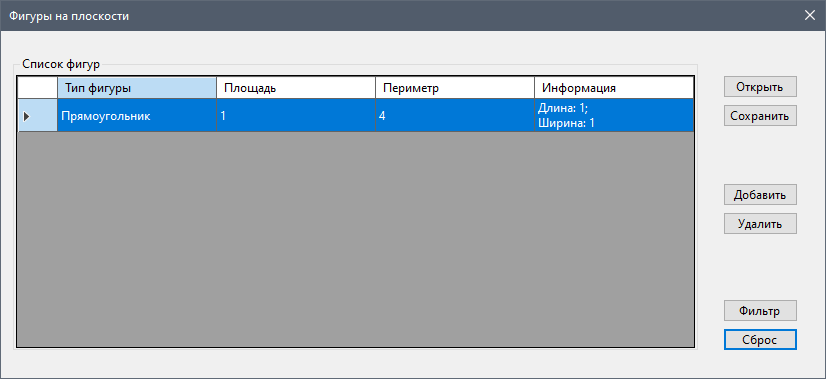 Фигуры на плоскости
Список фигур
Тип фигуры Площадь Периметр Информация
Прямоугольник 1 4 Длина: 1;
Ширина: 1
Открыть
Сохранить
Добавить
Удалить
Фильтр
Сброс